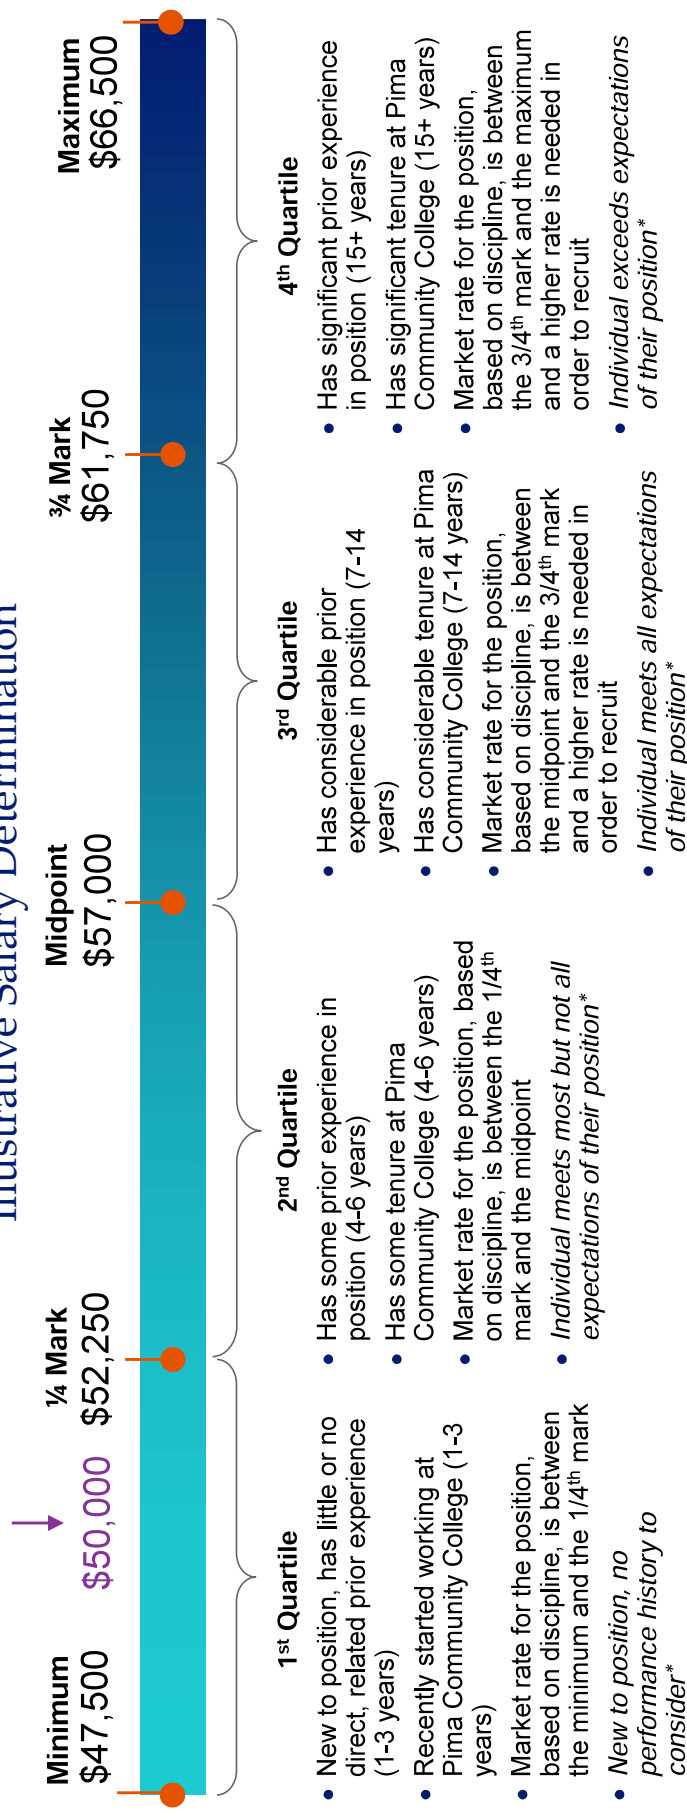 Illustrative Salary Determination
Minimum
$47,500
$50,000
¼ Mark
$52,250
Midpoint
$57,000
¾ Mark
$61,750
Maximum
$66,500
1st Quartile
• New to position, has little or no
direct, related prior experience
(1-3 years)
• Recently started working at
Pima Community College (1-3
years)
• Market rate for the position,
based on discipline, is between
the minimum and the 1/4th mark
• New to position, no
performance history to
consider*
2nd Quartile
• Has some prior experience in
position (4-6 years)
• Has some tenure at Pima
Community College (4-6 years)
• Market rate for the position, based
on discipline, is between the 1/4th
mark and the midpoint
• Individual meets most but not all
expectations of their position*
3rd Quartile
• Has considerable prior
experience in position (7-14
years)
• Has considerable tenure at Pima
Community College (7-14 years)
• Market rate for the position,
based on discipline, is between
the midpoint and the 3/4th mark
and a higher rate is needed in
order to recruit
• Individual meets all expectations
of their position*
4th Quartile
• Has significant prior experience
in position (15+ years)
• Has significant tenure at Pima
Community College (15+ years)
• Market rate for the position,
based on discipline, is between
the 3/4th mark and the maximum
and a higher rate is needed in
order to recruit
• Individual exceeds expectations
of their position*